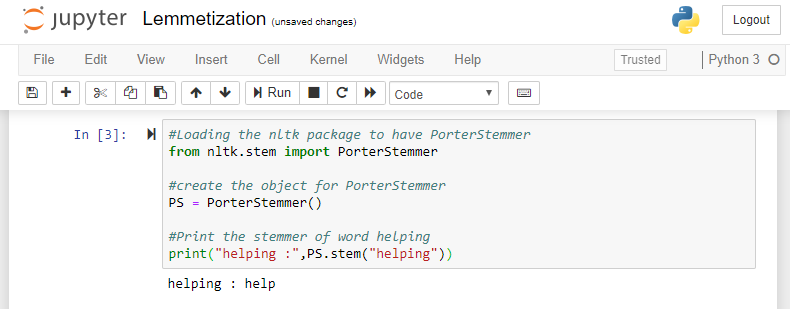 jupyter Lemmetization (unsaved changes)
Logout
File Edit View Insert Cell Kernel Widgets Help Trusted Python 3
Run Code
In [3]:
#Loading the nltk package to have PorterStemmer
from nltk.stem import PorterStemmer
#create the object for PorterStemmer
PS = PorterStemmer()
#Print the stemmer of word helping
print("helping :",PS.stem("helping"))
helping : help